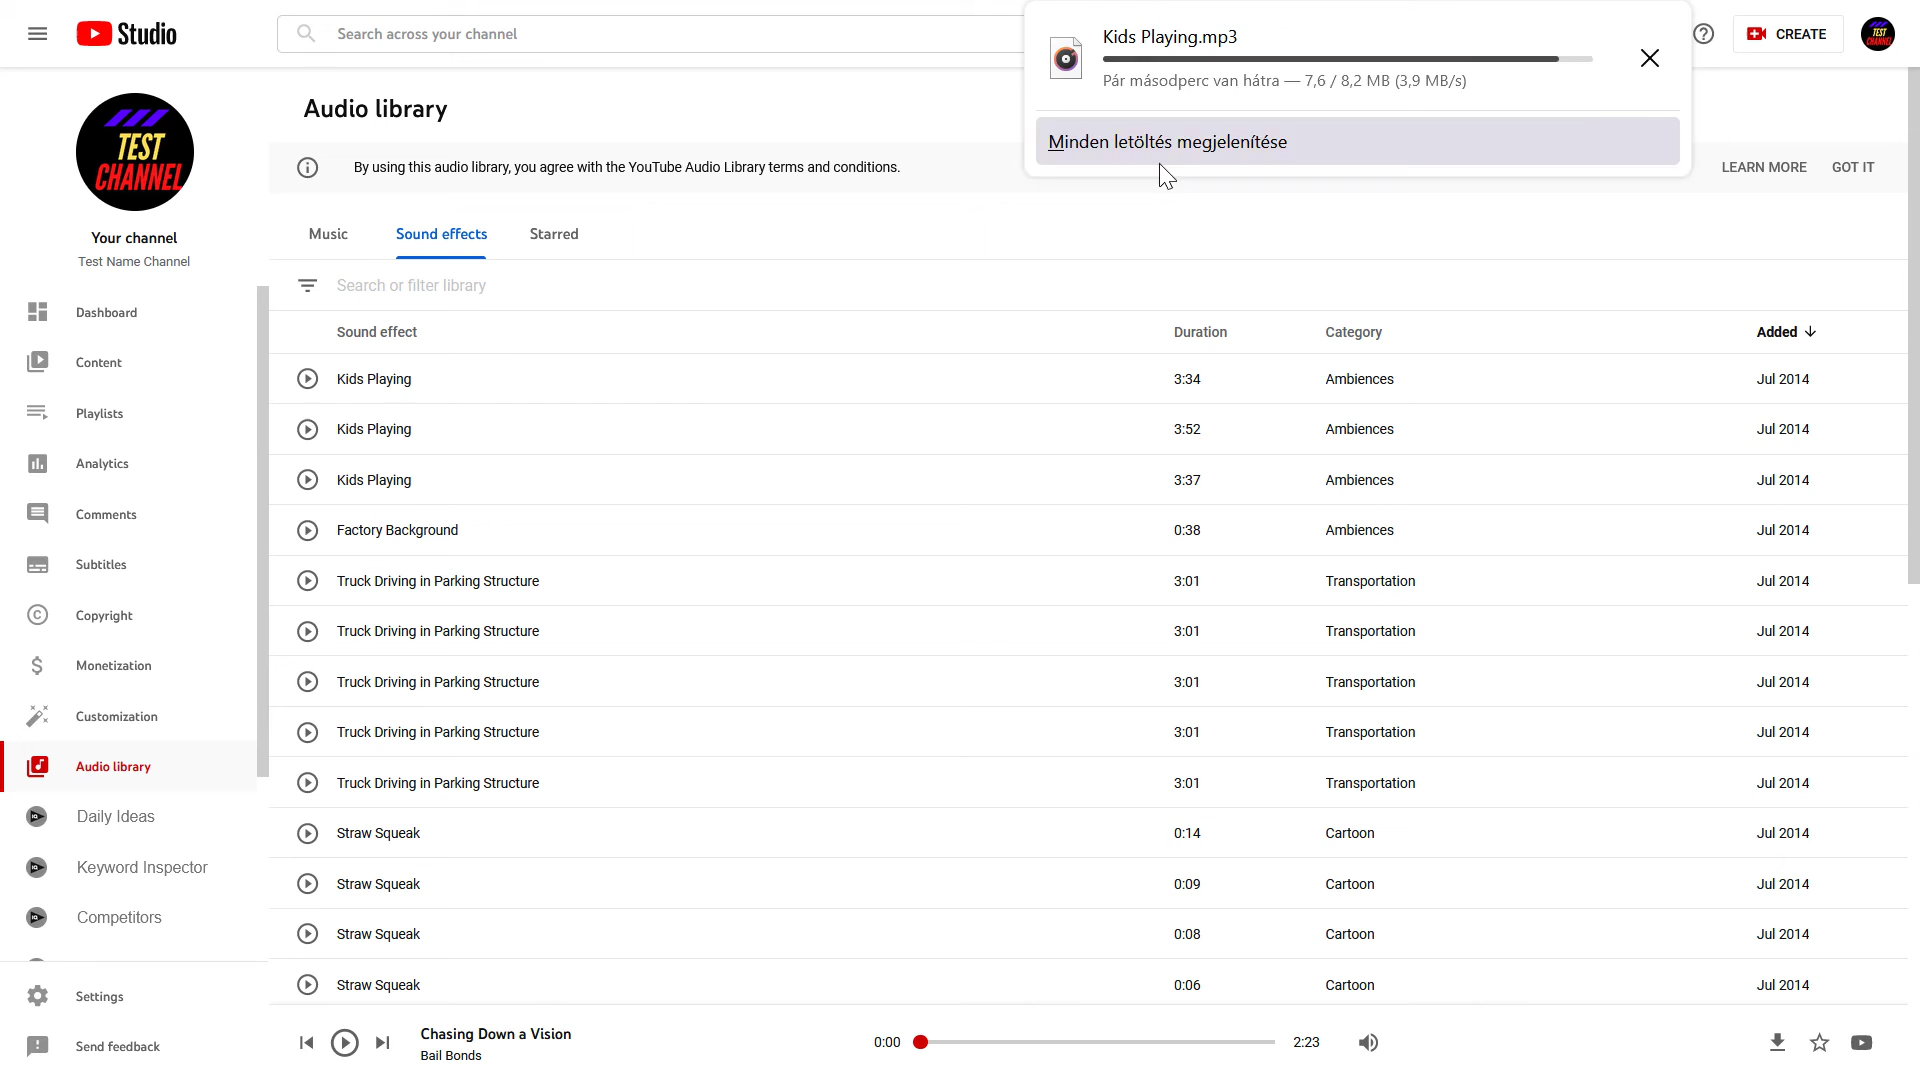 Studio
Search across your channel
Kids Playing.mp3
Pár másodperc van hátra — 7,6 / 8,2 MB (3,9 MB/s)
Minden letöltés megjelenítése
CREATE
TEST
CHANNEL
Audio library
By using this audio library, you agree with the YouTube Audio Library terms and conditions.
LEARN MORE
GOT IT
TEST
CHANNEL
Your channel
Test Name Channel
Dashboard
Content
Playlists
Analytics
Comments
Subtitles
Copyright
Monetization
Customization
Audio library
Daily Ideas
Keyword Inspector
Competitors
Settings
Send feedback
Music Sound effects Starred
Search or filter library
Sound effect Duration Category Added
Kids Playing 3:34 Ambiences Jul 2014
Kids Playing 3:52 Ambiences Jul 2014
Kids Playing 3:37 Ambiences Jul 2014
Factory Background 0:38 Ambiences Jul 2014
Truck Driving in Parking Structure 3:01 Transportation Jul 2014
Truck Driving in Parking Structure 3:01 Transportation Jul 2014
Truck Driving in Parking Structure 3:01 Transportation Jul 2014
Truck Driving in Parking Structure 3:01 Transportation Jul 2014
Truck Driving in Parking Structure 3:01 Transportation Jul 2014
Straw Squeak 0:14 Cartoon Jul 2014
Straw Squeak 0:09 Cartoon Jul 2014
Straw Squeak 0:08 Cartoon Jul 2014
Straw Squeak 0:06 Cartoon Jul 2014
Chasing Down a Vision
Bail Bonds
0:00
2:23